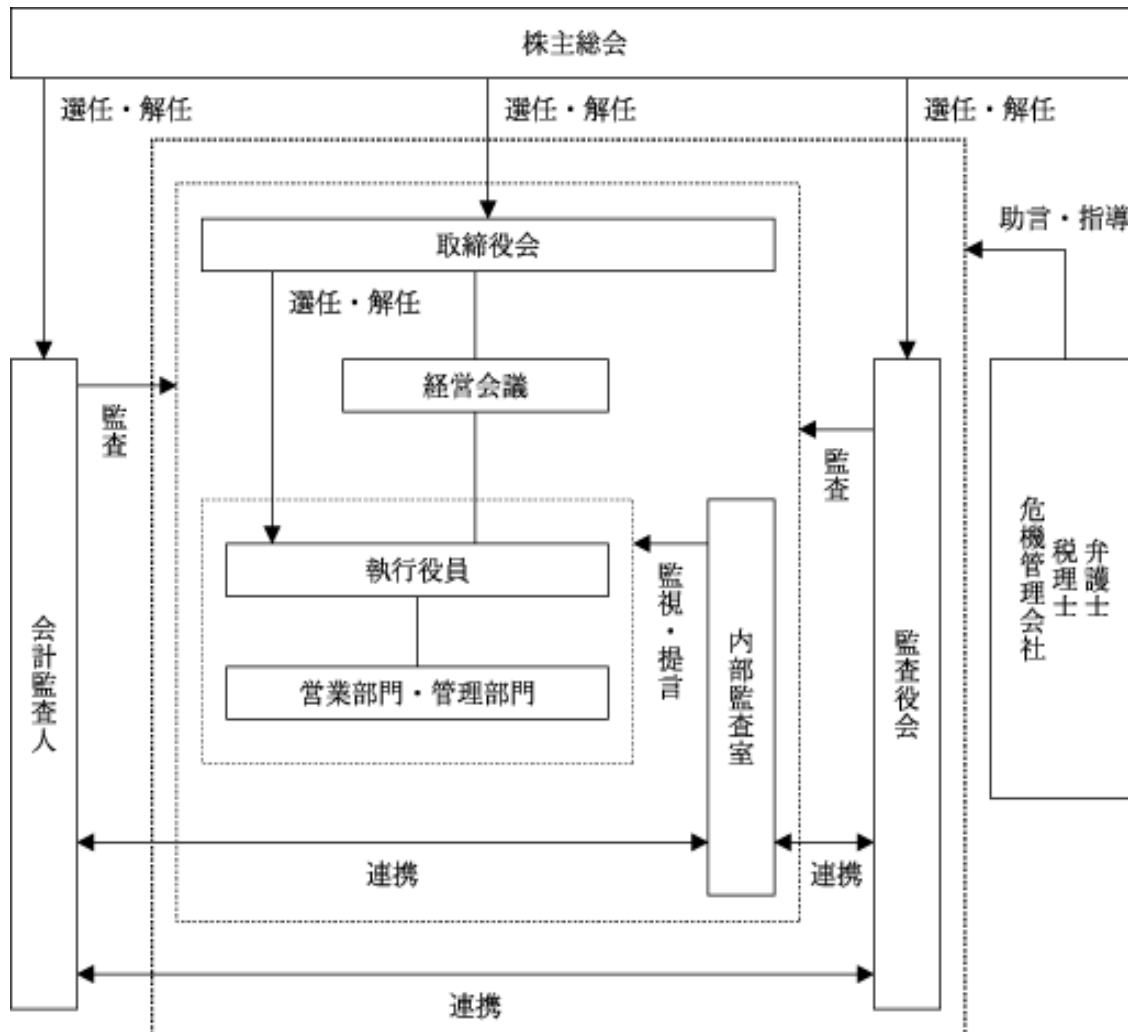 株主総会
選任・解任
選任・解任
選任・解任
助言・指導
取締役会
選任・解任
経営会議
監査
監査
執行役員
監視・提言
営業部門・管理部門
会計監査人
内部監査室
監査役会
弁護士
税理士
危機管理会社
連携
連携
連携